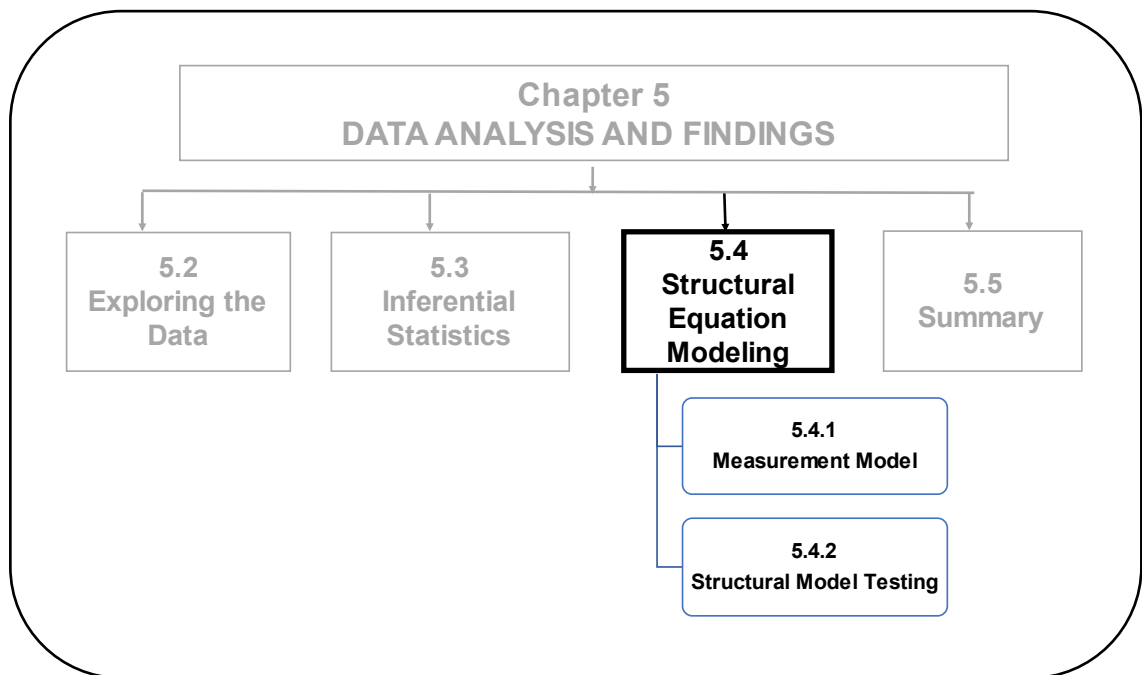 Chapter 5
DATA ANALYSIS AND FINDINGS
5.2
Exploring the
Data
5.3
Inferential
Statistics
5.4
Structural
Equation
Modeling
5.5
Summary
5.4.1
Measurement Model
5.4.2
Structural Model Testing